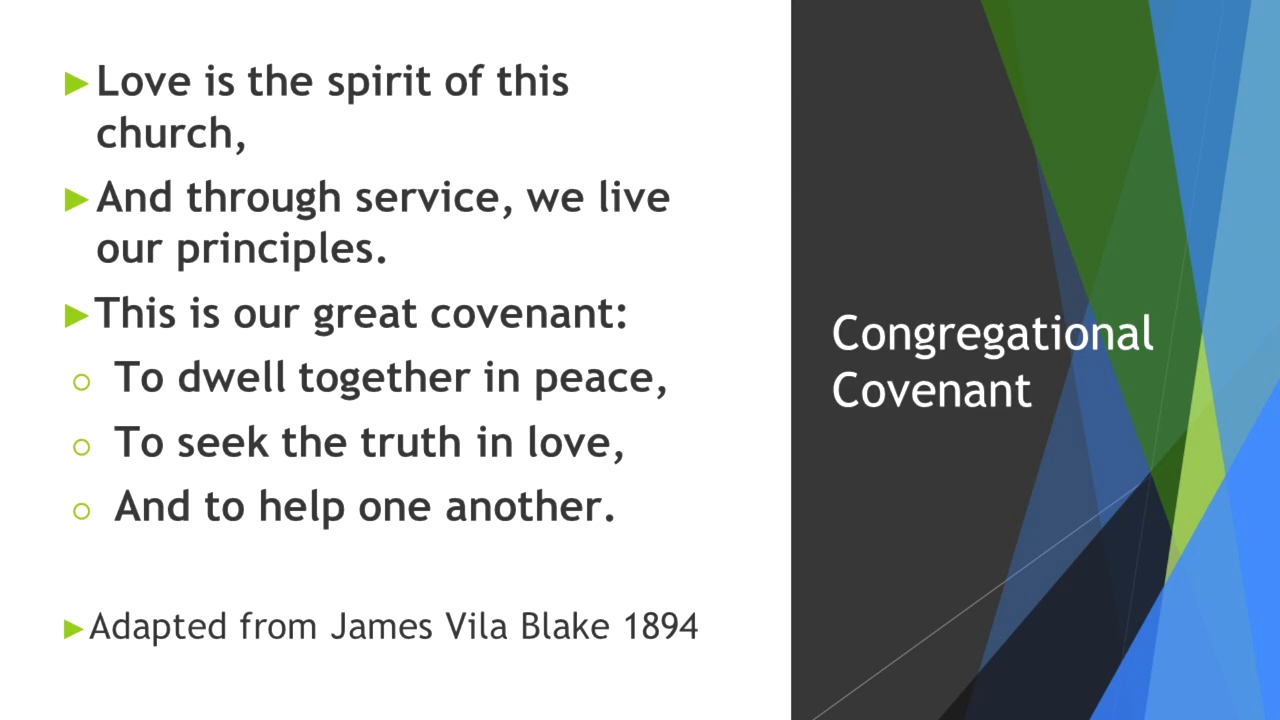 Love is the spirit of this
church,
And through service, we live
our principles.
This is our great covenant:
To dwell together in peace,
To seek the truth in love,
And to help one another.
Adapted from James Vila Blake 1894
Congregational
Covenant